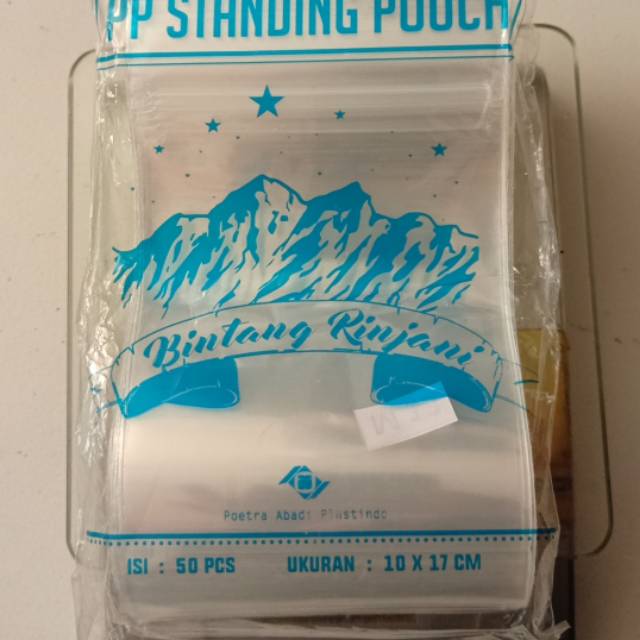 PP STANDING POUCH
Bintang Rinjani
Poetra Abadi Plastindo
ISI : 50 PCS UKURAN : 10 X 17 CM